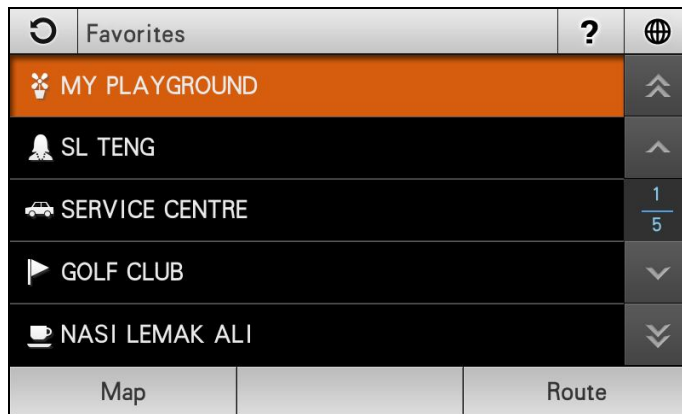 Favorites ?
MY PLAYGROUND
SL TENG
SERVICE CENTRE
1
5
GOLF CLUB
NASI LEMAK ALI
Map Route